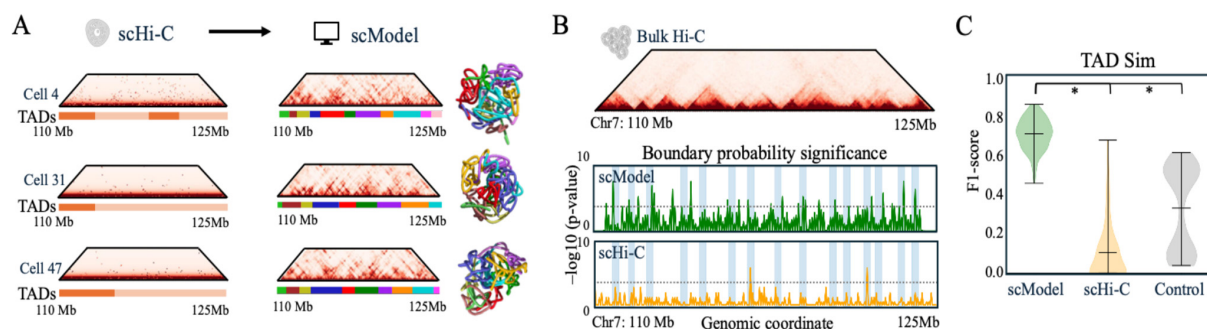 A
scHi-C
scModel
Cell 4
TADs
110 Mb
125Mb
110 Mb
125Mb
Cell 31
TADs
110 Mb
125Mb
110 Mb
125Mb
Cell 47
TADs
110 Mb
125Mb
110 Mb
125Mb
B
Bulk Hi-C
Chr7: 110 Mb
125Mb
Boundary probability significance
10
scModel
0
10
scHi-C
0
−log10 (p-value)
Chr7: 110 Mb
Genomic coordinate
125Mb
C
TAD Sim
1.0
0.8
0.6
0.4
0.2
0.0
F1-score
*
*
scModel
scHi-C
Control